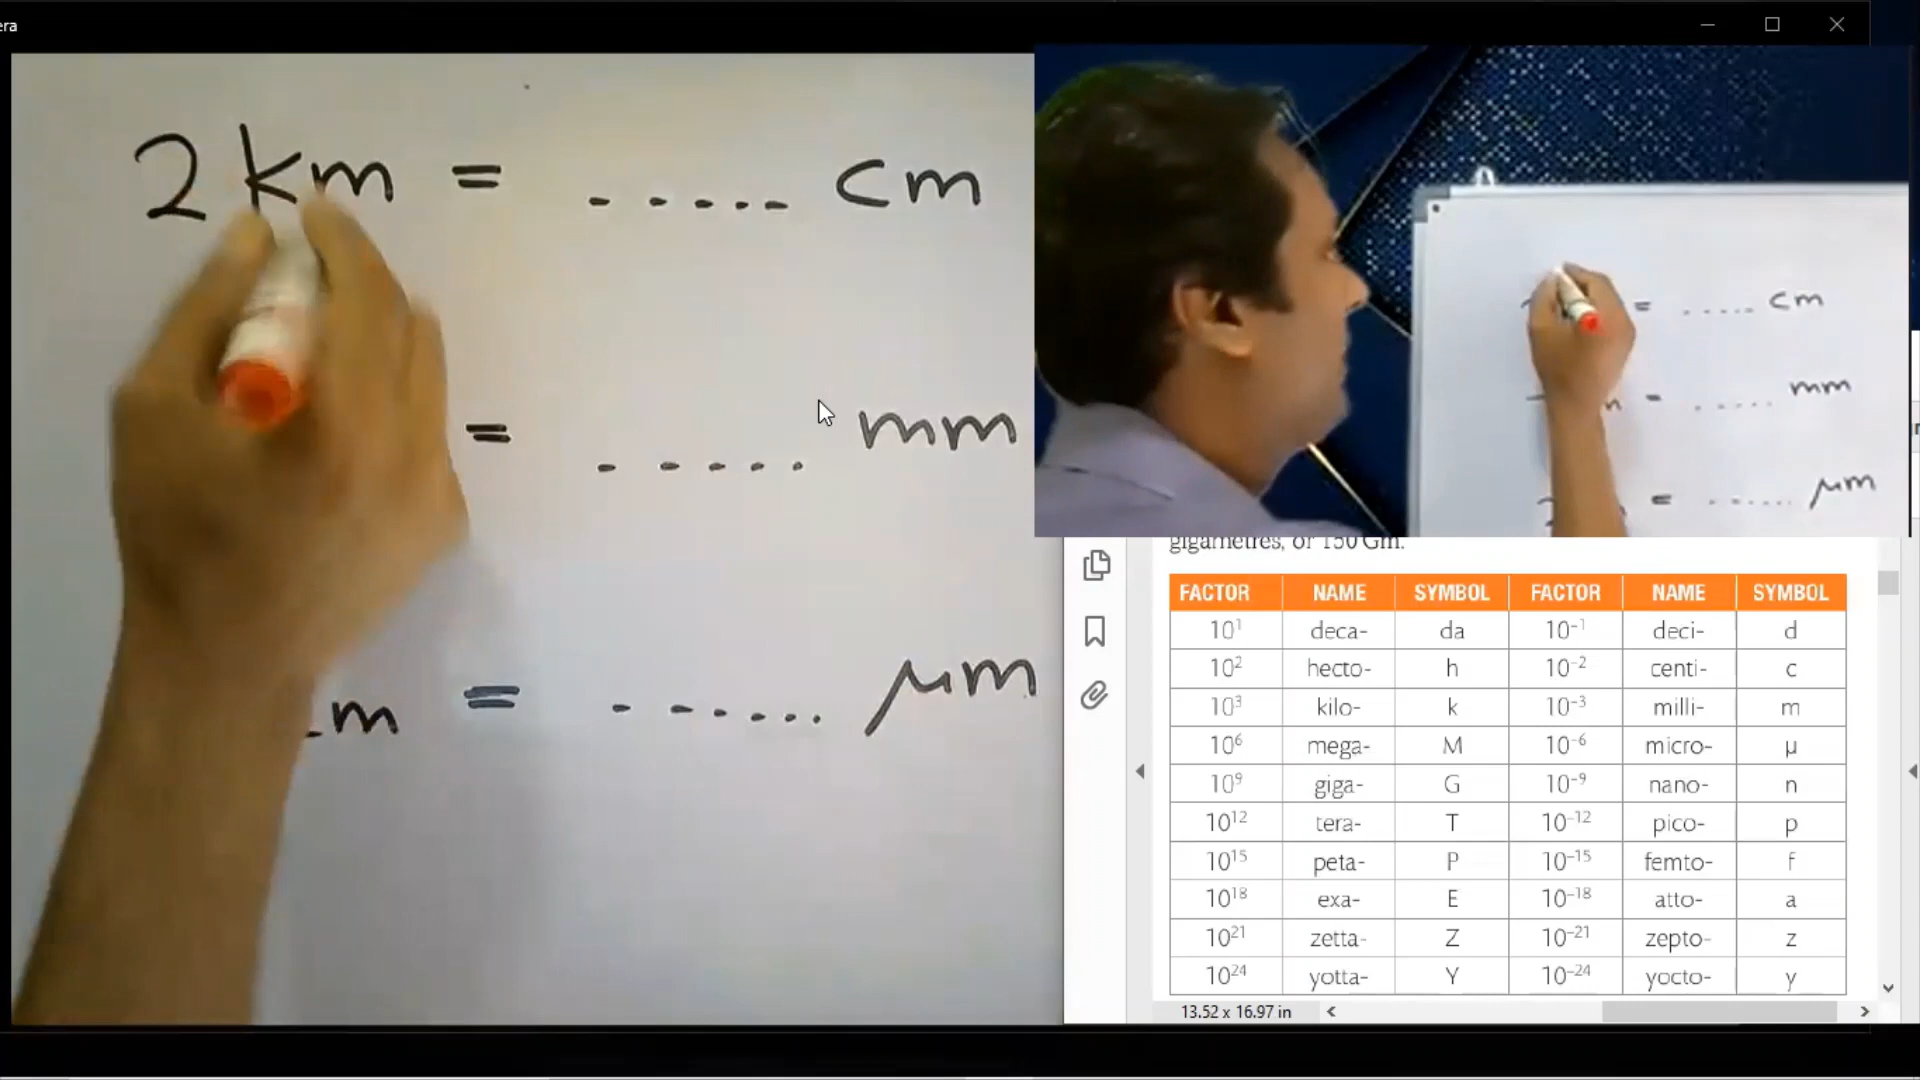 era
2 km = ..... cm
= ..... mm
m = ...... μm
= ..... cm
= ..... mm
= ...... μm
gigametres, or 150 Gm.
FACTOR NAME SYMBOL FACTOR NAME SYMBOL
10¹ deca- da 10⁻¹ deci- d
10² hecto- h 10⁻² centi- c
10³ kilo- k 10⁻³ milli- m
10⁶ mega- M 10⁻⁶ micro- μ
10⁹ giga- G 10⁻⁹ nano- n
10¹² tera- T 10⁻¹² pico- p
10¹⁵ peta- P 10⁻¹⁵ femto- f
10¹⁸ exa- E 10⁻¹⁸ atto- a
10²¹ zetta- Z 10⁻²¹ zepto- z
10²⁴ yotta- Y 10⁻²⁴ yocto- y
13.52 x 16.97 in